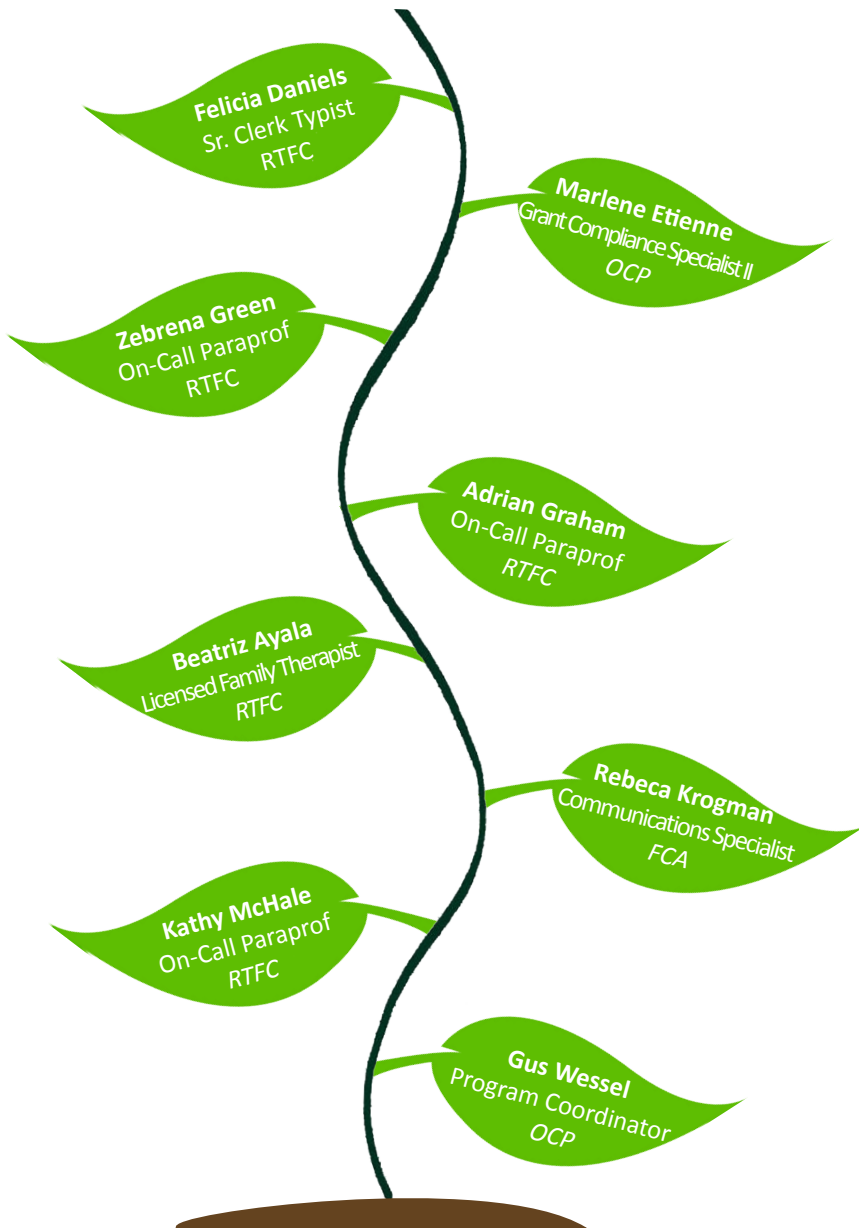 Felicia Daniels
Sr. Clerk Typist
RTFC
Marlene Etienne
Grant Compliance Specialist II
OCP
Zebrena Green
On-Call Paraprof
RTFC
Adrian Graham
On-Call Paraprof
RTFC
Beatriz Ayala
Licensed Family Therapist
RTFC
Rebeca Krogman
Communications Specialist
FCA
Kathy McHale
On-Call Paraprof
RTFC
Gus Wessel
Program Coordinator
OCP